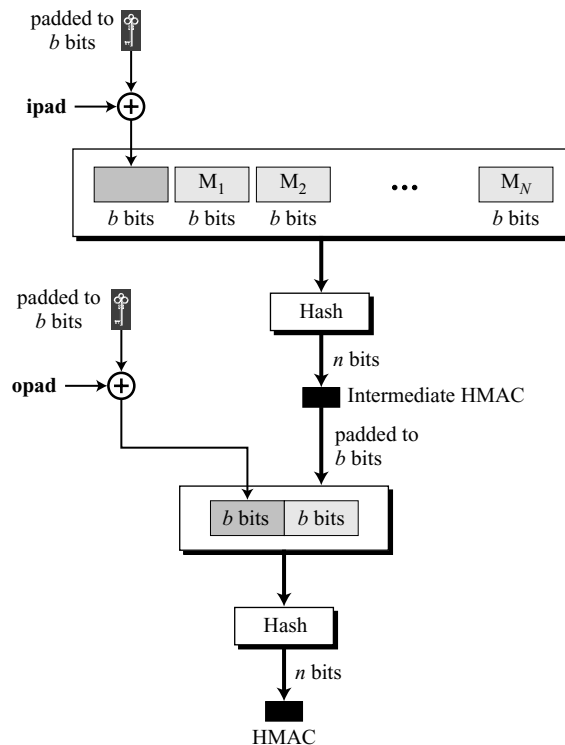 padded to
b bits
ipad
M₁
M₂
...
M_N
b bits
b bits
b bits
b bits
padded to
b bits
Hash
n bits
opad
Intermediate HMAC
padded to
b bits
b bits
b bits
Hash
n bits
HMAC